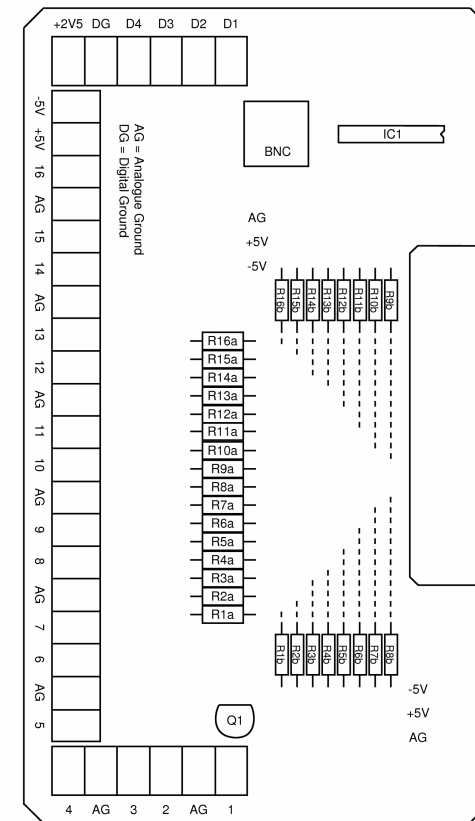 +2V5 DG D4 D3 D2 D1
-5V
+5V
16
AG
15
14
AG
13
12
AG
11
10
AG
9
8
AG
7
6
AG
5
AG = Analogue Ground
DG = Digital Ground
BNC
IC1
AG
+5V
-5V
R16b R15b R14b R13b R12b R11b R10b R9b
R16a
R15a
R14a
R13a
R12a
R11a
R10a
R9a
R8a
R7a
R6a
R5a
R4a
R3a
R2a
R1a
R1b R2b R3b R4b R5b R6b R7b R8b
-5V
+5V
AG
Q1
4 AG 3 2 AG 1